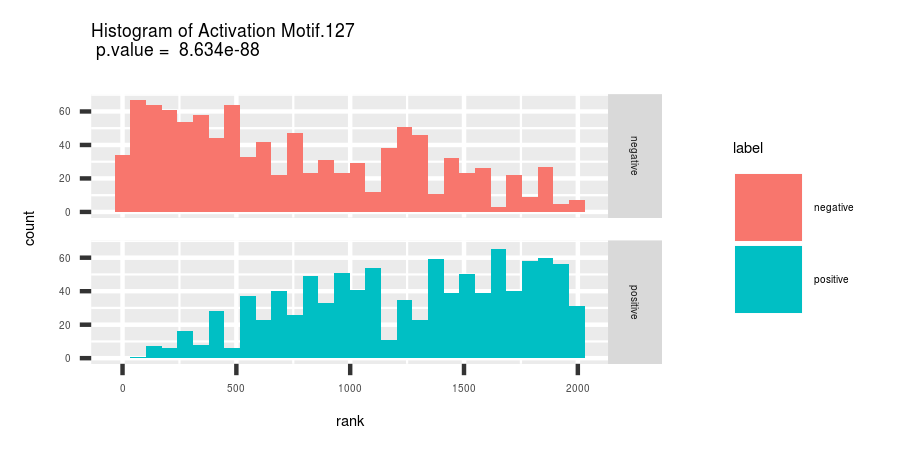 Histogram of Activation Motif.127
p.value = 8.634e-88
count
60
40
20
0
negative
60
40
20
0
positive
0 500 1000 1500 2000
rank
label
negative
positive